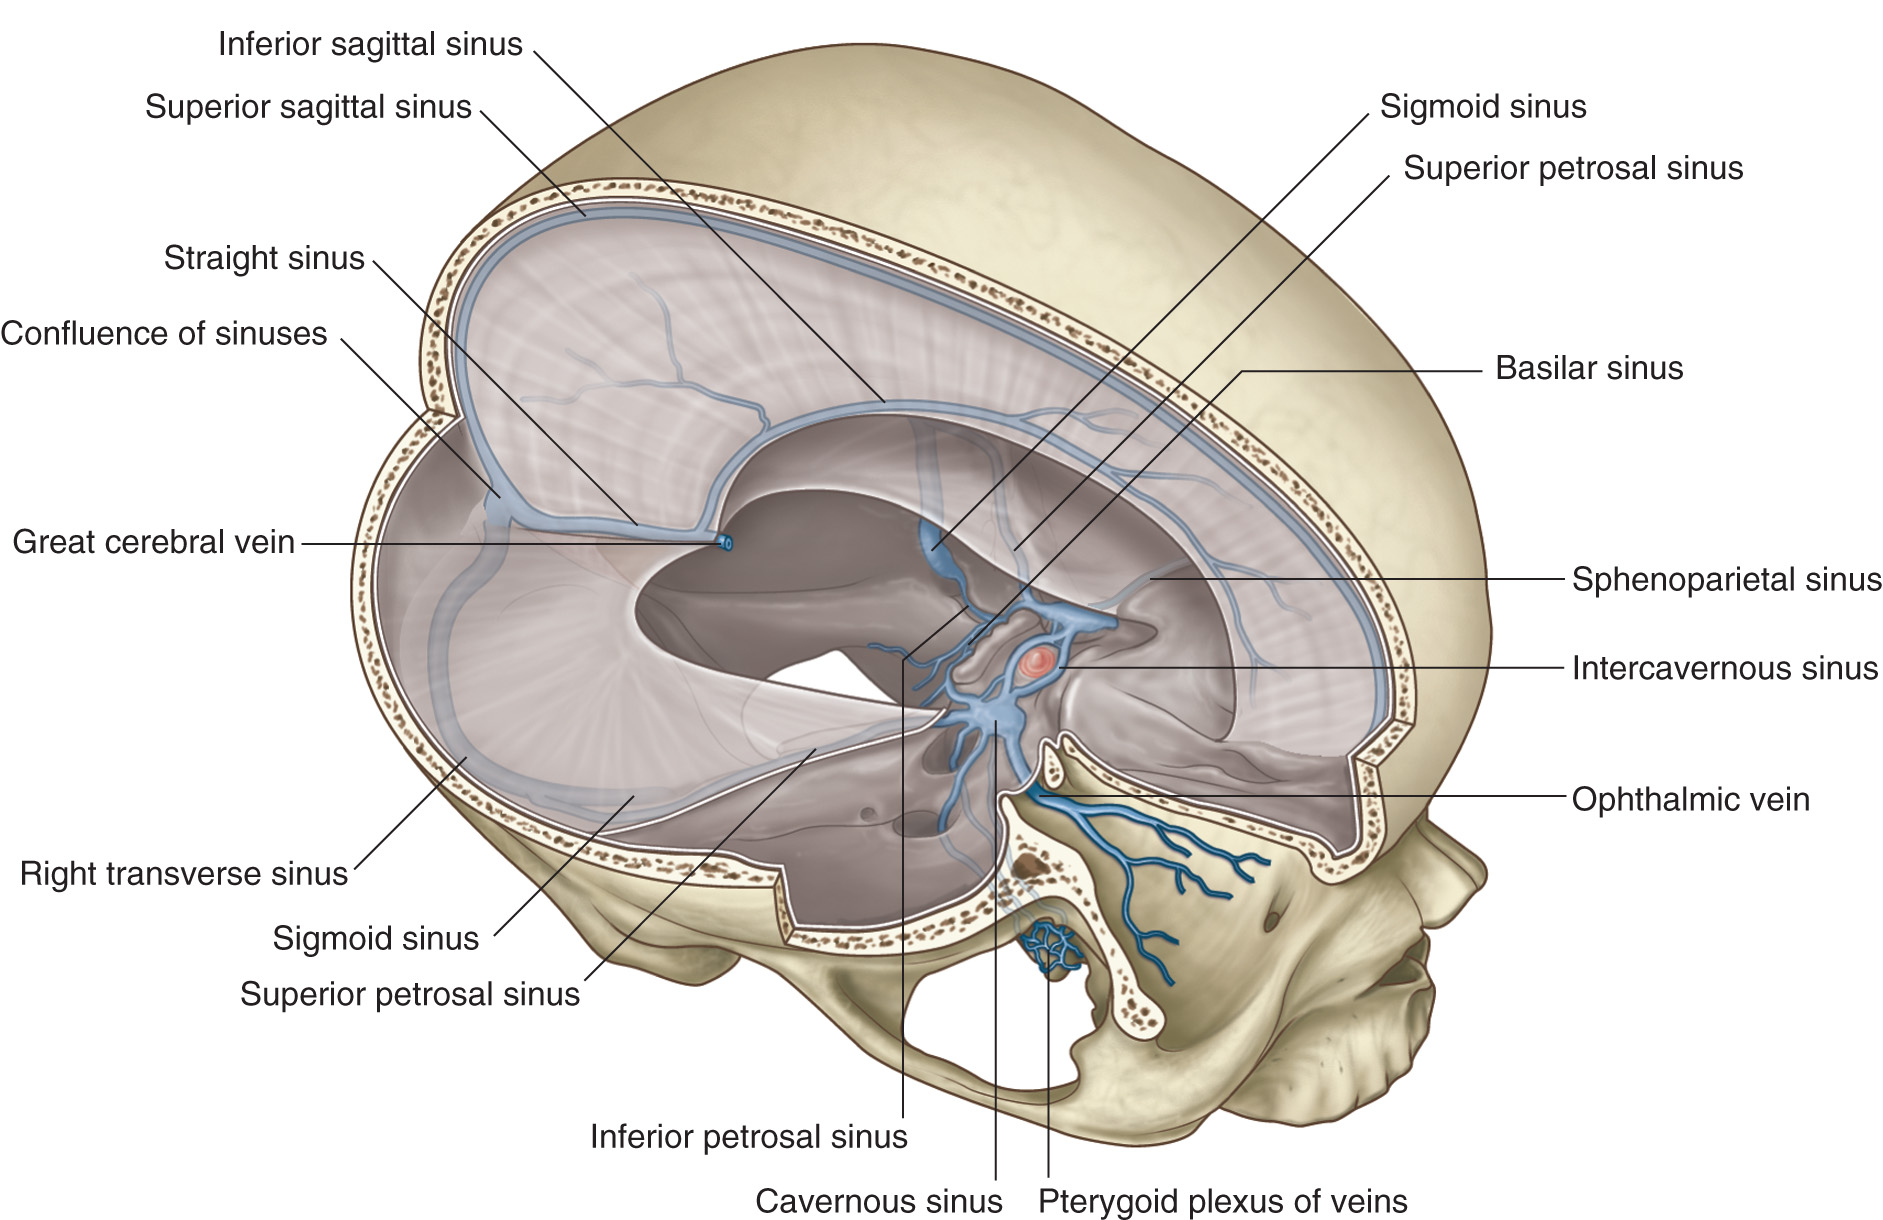 Inferior sagittal sinus
Superior sagittal sinus
Straight sinus
Confluence of sinuses
Great cerebral vein
Right transverse sinus
Sigmoid sinus
Superior petrosal sinus
Inferior petrosal sinus
Cavernous sinus
Pterygoid plexus of veins
Sigmoid sinus
Superior petrosal sinus
Basilar sinus
Sphenoparietal sinus
Intercavernous sinus
Ophthalmic vein